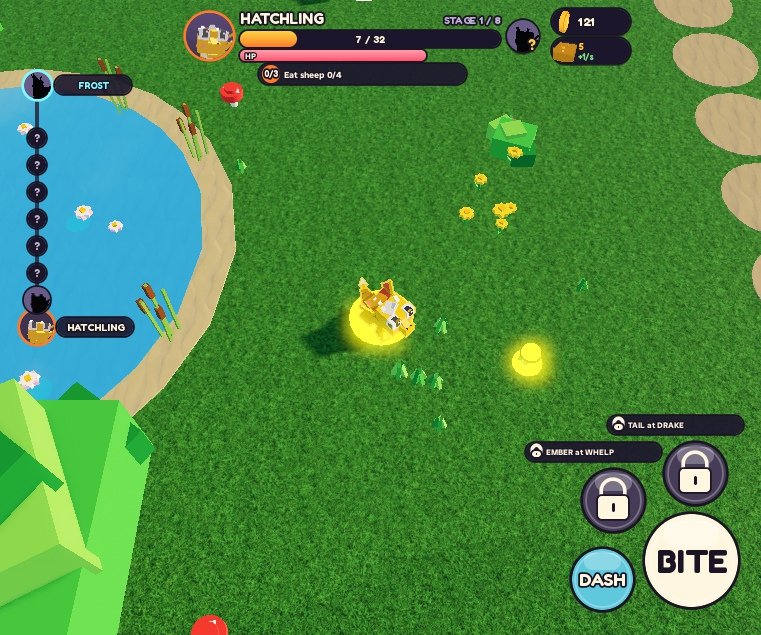 HATCHLING
STAGE 1 / 8
7 / 32
HP
0/3 Eat sheep 0/4
?
121
5
+1/s
FROST
?
?
?
?
?
?
HATCHLING
TAIL at DRAKE
EMBER at WHELP
DASH
BITE